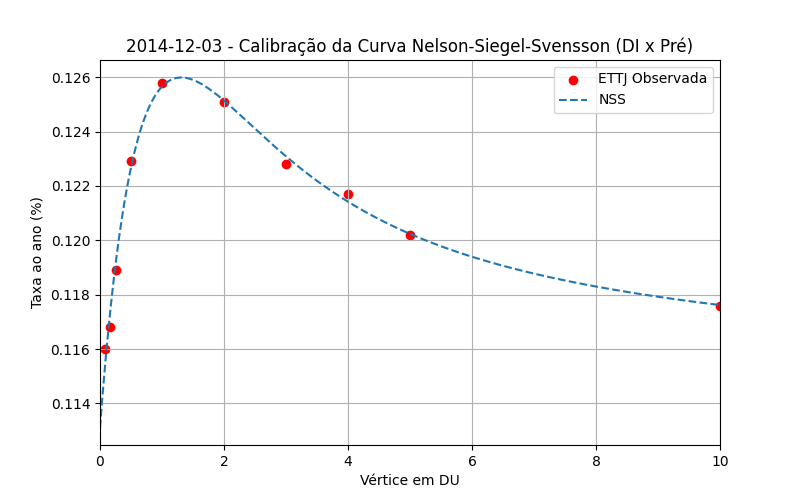 2014-12-03 - Calibração da Curva Nelson-Siegel-Svensson (DI x Pré)
ETTJ Observada
NSS
Taxa ao ano (%)
0.126
0.124
0.122
0.120
0.118
0.116
0.114
0 2 4 6 8 10
Vértice em DU